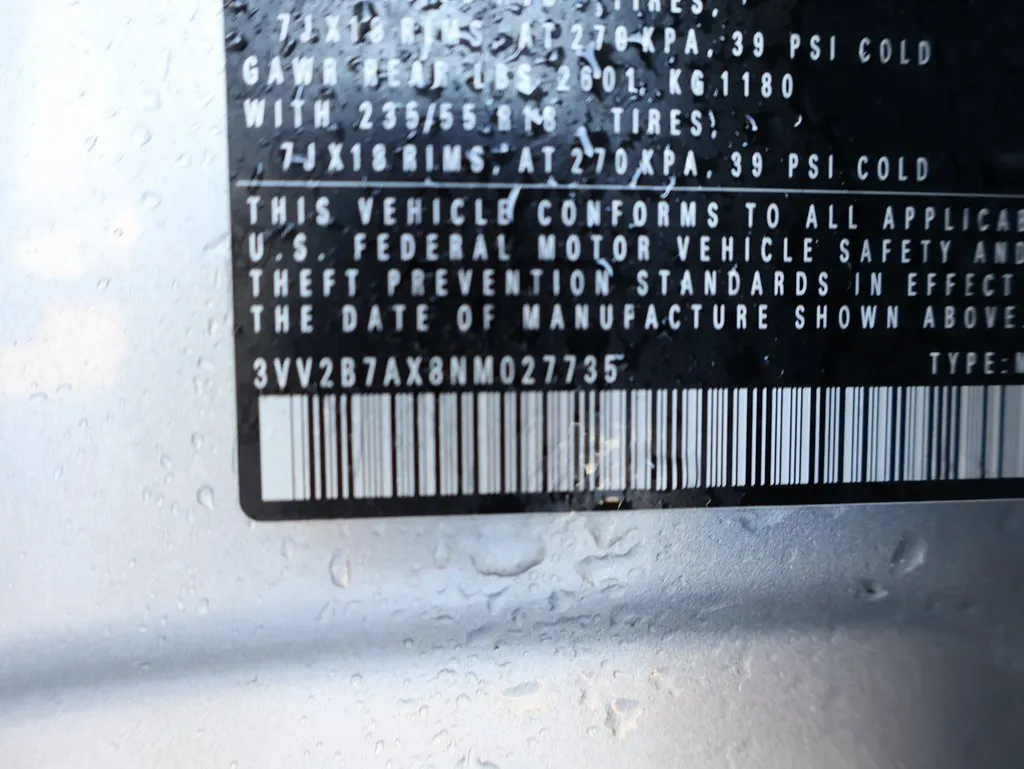 TIRES,
7JX18 RIMS, AT 270 KPA, 39 PSI COLD
GAWR REAR LBS 2601, KG 1180
WITH 235/55 R18 TIRES,
7JX18 RIMS, AT 270 KPA, 39 PSI COLD
THIS VEHICLE CONFORMS TO ALL
U.S. FEDERAL MOTOR VEHICLE SAFETY AND
THEFT PREVENTION STANDARDS IN EFFECT
THE DATE OF MANUFACTURE SHOWN ABOVE.
3VV2B7AX8NM027735 TYPE: